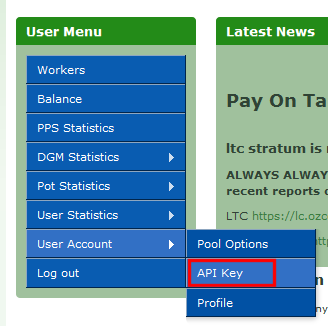 User Menu
Workers
Balance
PPS Statistics
DGM Statistics
Pot Statistics
User Statistics
User Account
Log out
Pool Options
API Key
Profile
Latest News
Pay On Ta
ltc stratum is
ALWAYS ALWAY
recent reports
LTC https://lc.ozc